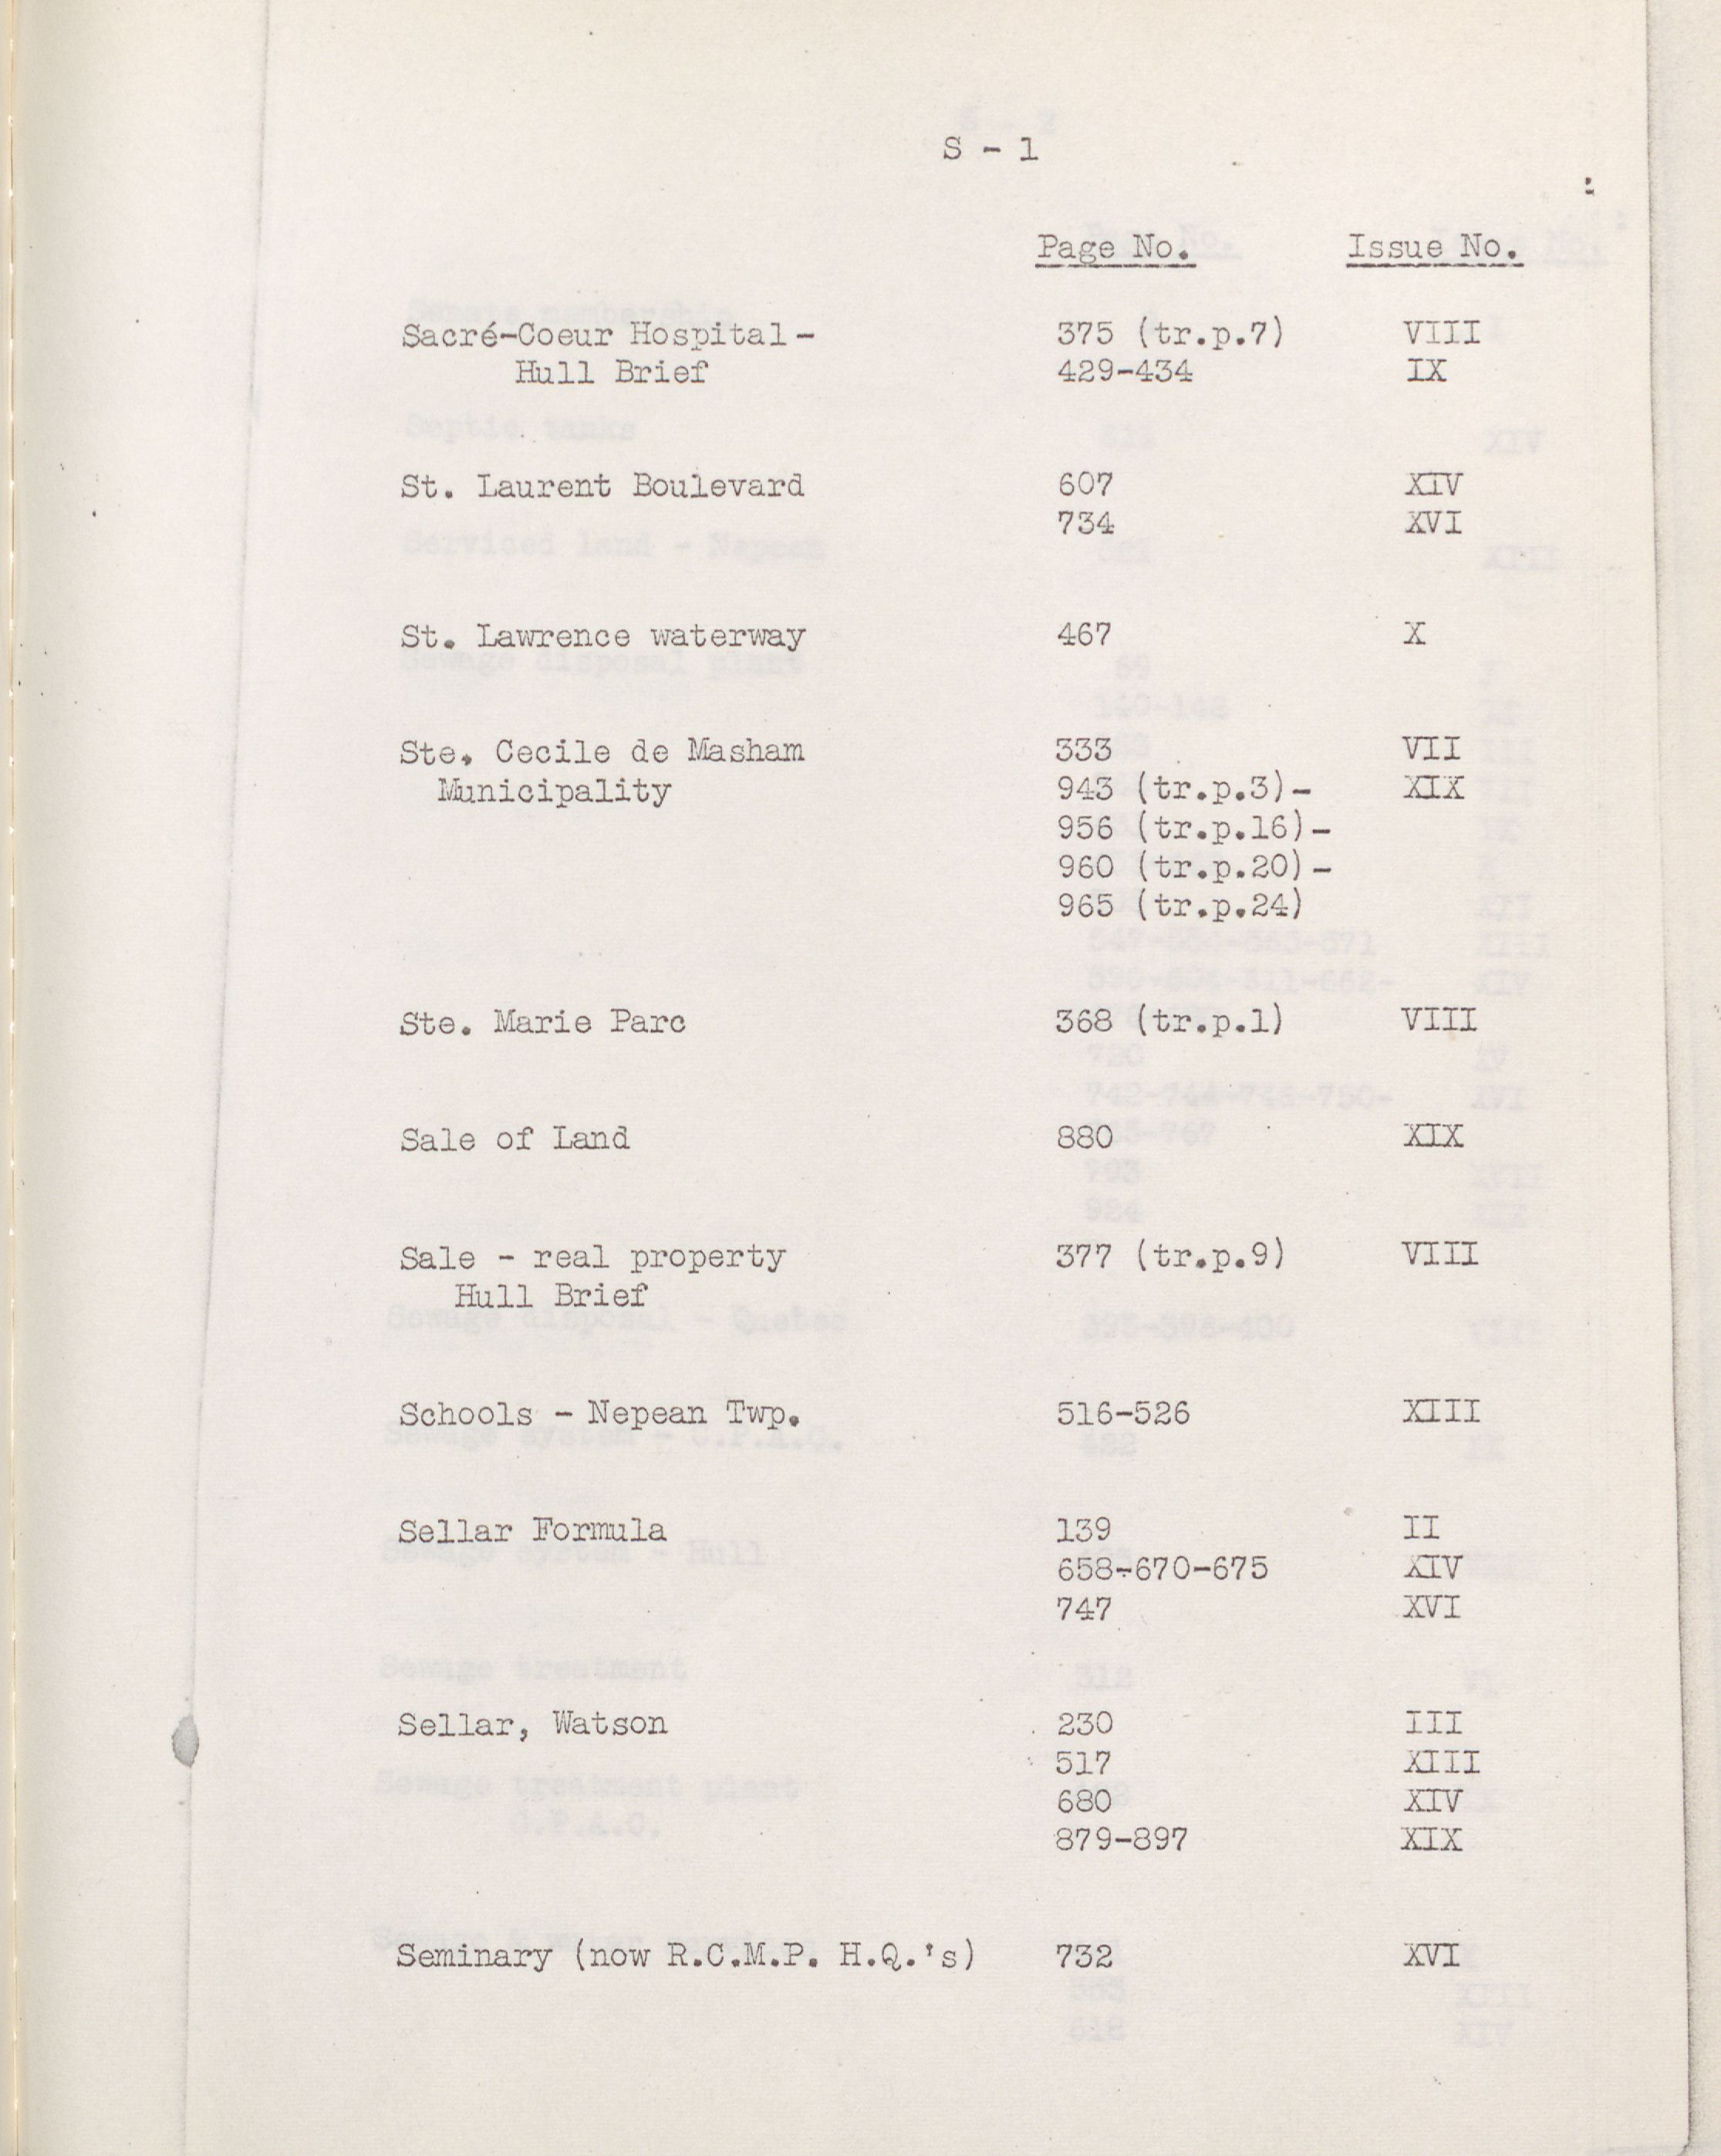 S - 1
Page No. Issue No.
Sacré-Coeur Hospital- 375 (tr.p.7) VIII
Hull Brief 429-434 IX
St. Laurent Boulevard 607 XIV
734 XVI
St. Lawrence waterway 467 X
Ste. Cecile de Masham 333 VII
Municipality 943 (tr.p.3)- XIX
956 (tr.p.16)-
960 (tr.p.20)-
965 (tr.p.24)
Ste. Marie Parc 368 (tr.p.1) VIII
Sale of Land 880 XIX
Sale - real property 377 (tr.p.9) VIII
Hull Brief
Schools - Nepean Twp. 516-526 XIII
Sellar Formula 139 II
658-670-675 XIV
747 XVI
Sellar, Watson 230 III
517 XIII
680 XIV
879-897 XIX
Seminary (now R.C.M.P. H.Q.'s) 732 XVI